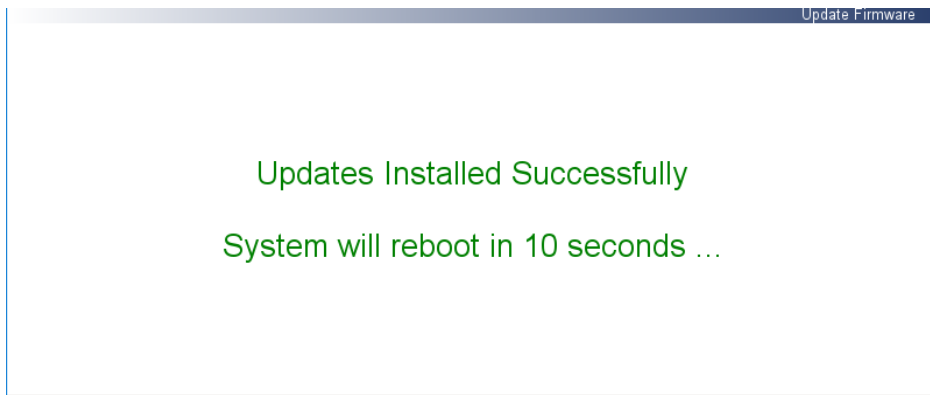 Update Firmware
Updates Installed Successfully
System will reboot in 10 seconds ...